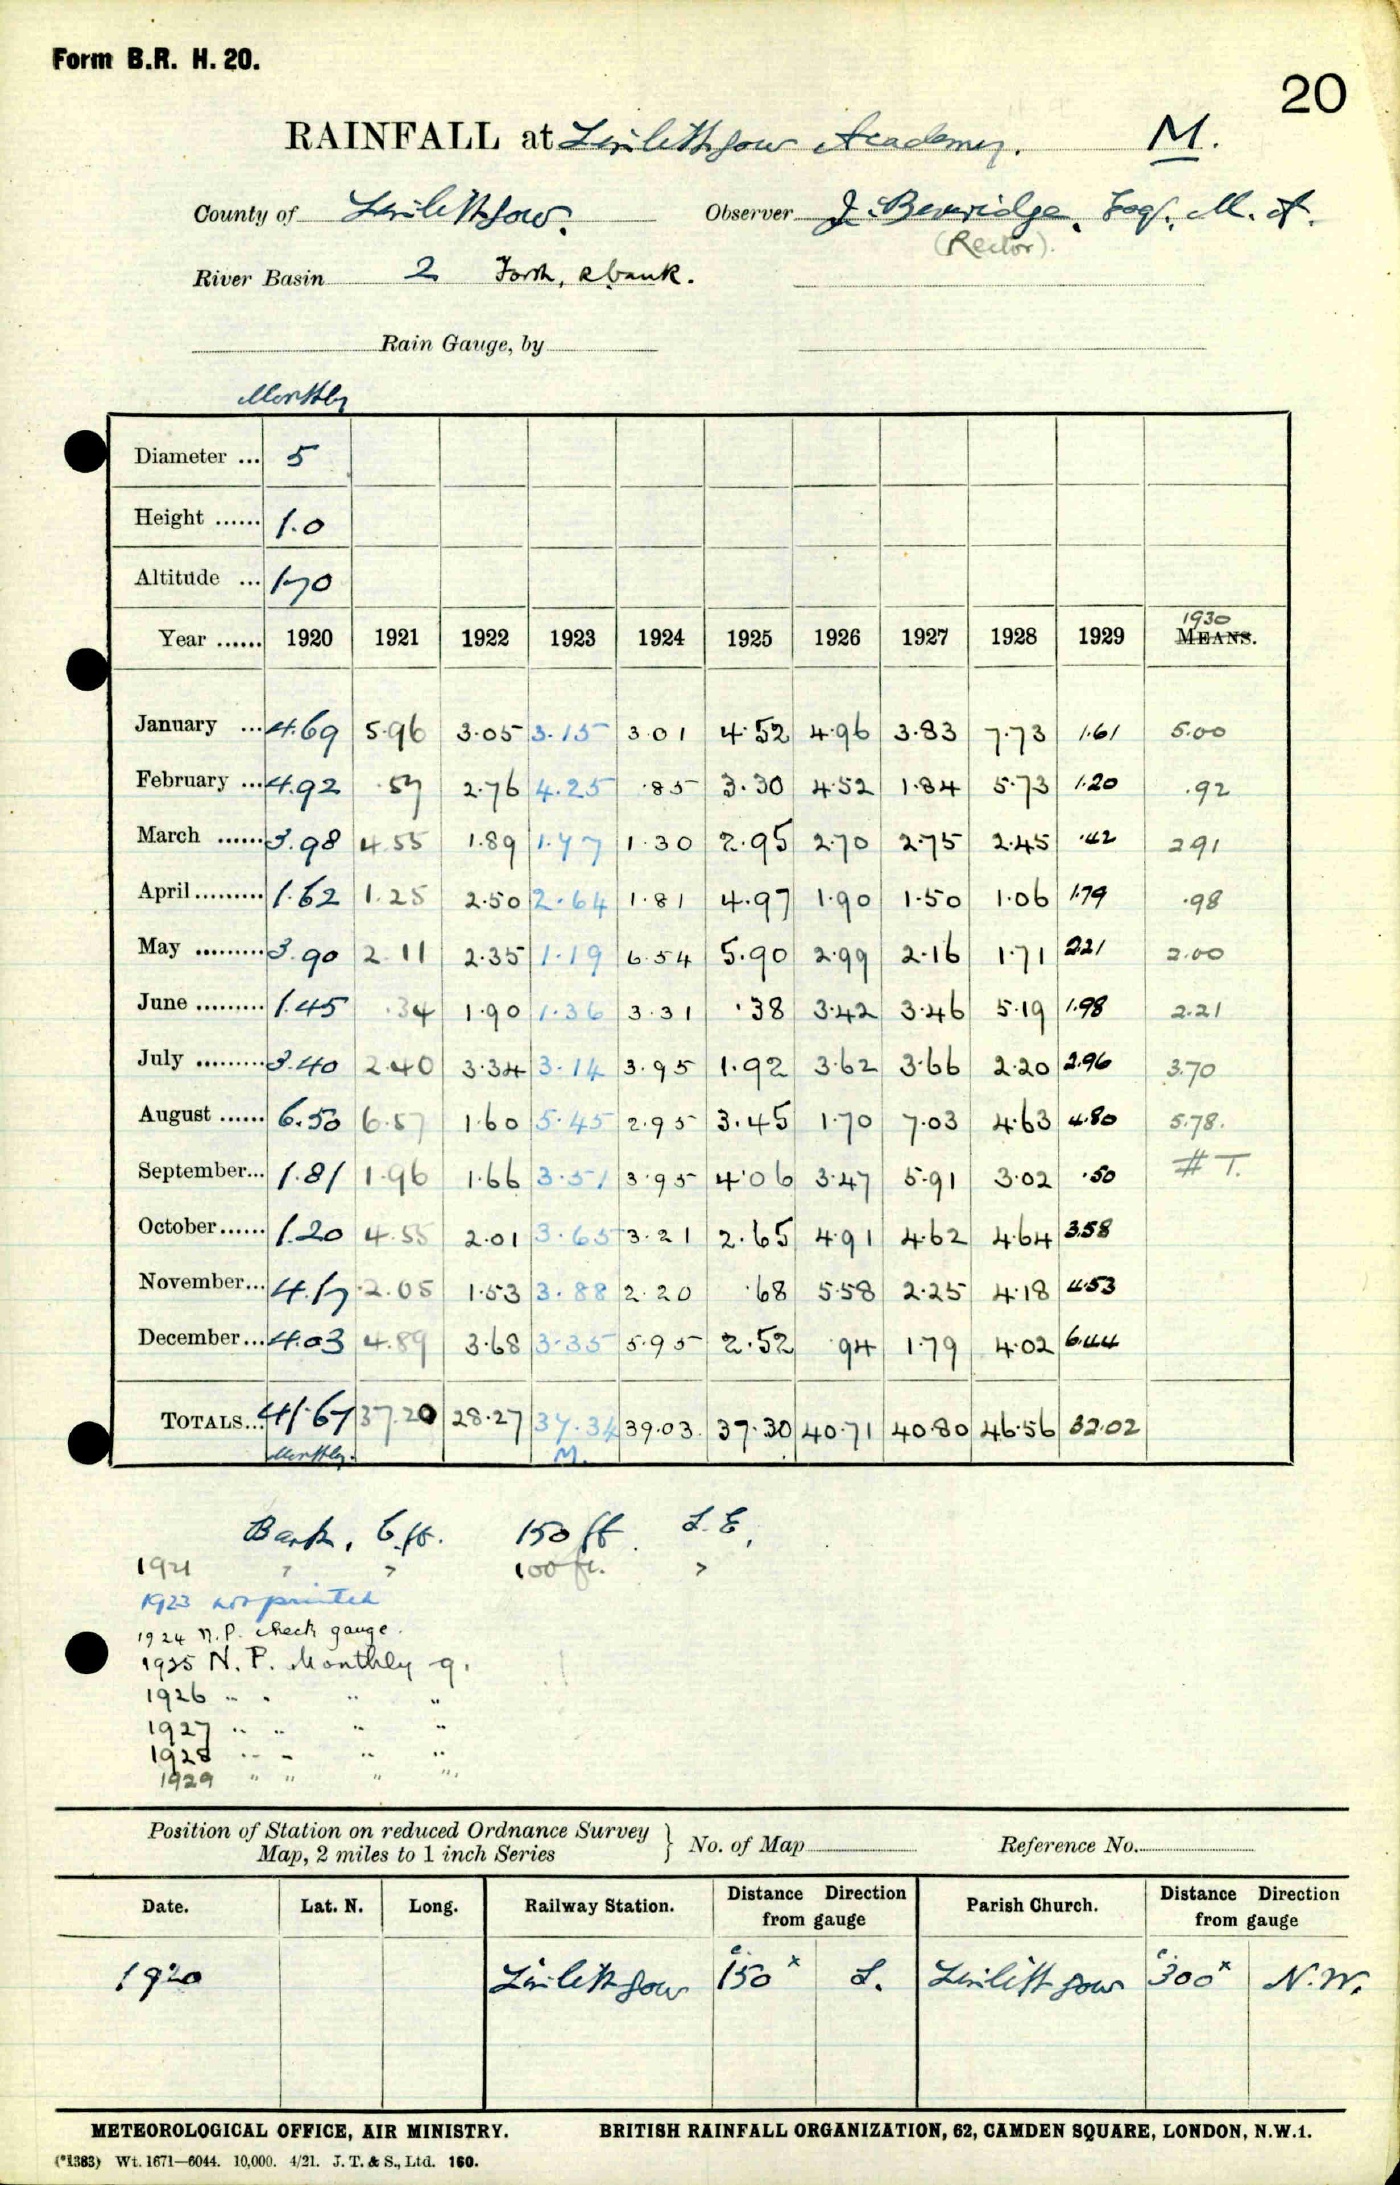 Form B.R. H. 20.
20
RAINFALL at Linlithgow Academy. M.
County of Linlithgow. Observer J. Beveridge, Esq., M.A.
(Rector).
River Basin 2 Forth, R bank.
Rain Gauge, by
Monthly
Diameter ... 5
Height ...... 1.0
Altitude ... 170
1930
Year ...... 1920 1921 1922 1923 1924 1925 1926 1927 1928 1929 MEANS.
January ... 4.69 5.96 3.05 3.15 3.01 4.52 4.96 3.83 7.73 1.61 5.00
February ... 4.92 .57 2.76 4.25 .85 3.30 4.52 1.84 5.73 1.20 .92
March ...... 3.98 4.55 1.89 1.77 1.30 2.95 2.70 2.75 2.45 .42 2.91
April......... 1.62 1.25 2.50 2.64 1.81 4.97 1.90 1.50 1.06 1.79 .98
May ......... 3.90 2.11 2.35 1.19 6.54 5.90 2.99 2.16 1.71 2.21 2.00
June ......... 1.45 .34 1.90 1.36 3.31 .38 3.42 3.46 5.19 1.98 2.21
July ......... 3.40 2.40 3.34 3.14 3.95 1.92 3.62 3.66 2.20 2.96 3.70
August ...... 6.50 6.57 1.60 5.45 2.95 3.45 1.70 7.03 4.63 4.80 5.78.
September... 1.81 1.96 1.66 3.51 3.95 4.06 3.47 5.91 3.02 .50 # T.
October...... 1.20 4.55 2.01 3.65 3.21 2.65 4.91 4.62 4.64 3.58
November... 4.17 2.05 1.53 3.88 2.20 .68 5.58 2.25 4.18 4.53
December... 4.03 4.89 3.68 3.35 5.95 2.52 .94 1.79 4.02 6.44
TOTALS... 41.67 37.20 28.27 37.34 39.03 37.30 40.71 40.80 46.56 32.02
Monthly. M.
Bank, 6 ft. 150 ft. S.E.
1921 " " 100 ft. "
1923 not printed
1924 N.P. check gauge.
1925 N.P. Monthly g.
1926 " " " "
1927 " " " "
1928 " " " "
1929 " " " "
Position of Station on reduced Ordnance Survey
Map, 2 miles to 1 inch Series } No. of Map Reference No.
Date. Lat. N. Long. Railway Station. Distance Direction from gauge Parish Church. Distance Direction from gauge
1920 Linlithgow c. 150x S. Linlithgow c. 300x N.W.
METEOROLOGICAL OFFICE, AIR MINISTRY. BRITISH RAINFALL ORGANIZATION, 62, CAMDEN SQUARE, LONDON, N.W.1.
(*1383) Wt. 1671—6044. 10,000. 4/21. J. T. & S., Ltd. 160.